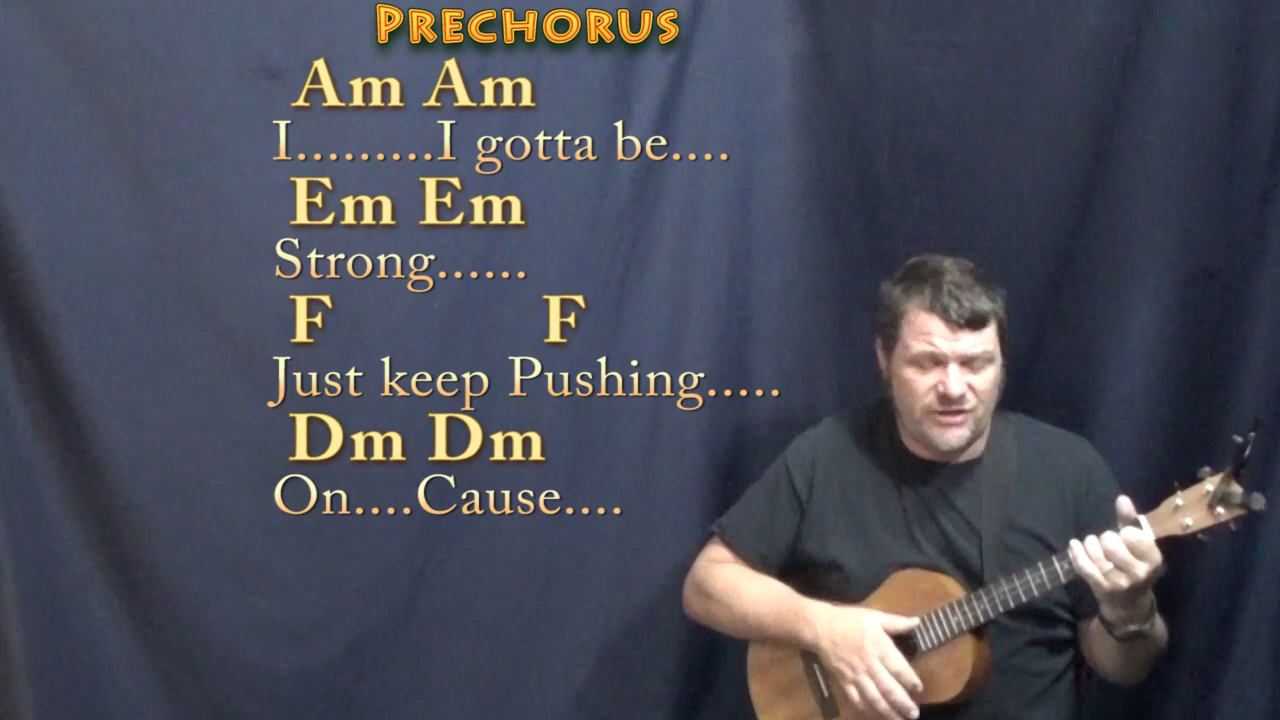 PRECHORUS
Am Am
I.........I gotta be....
Em Em
Strong......
F F
Just keep Pushing.....
Dm Dm
On....Cause....